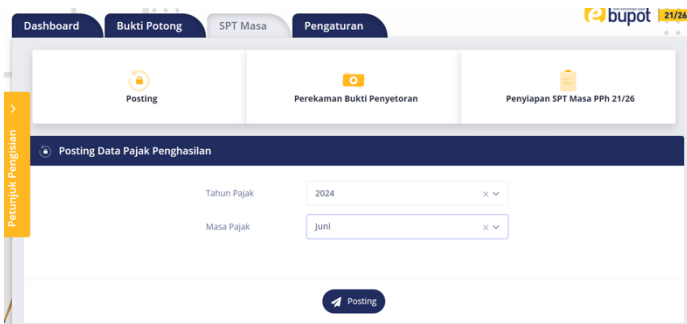 Dashboard
Bukti Potong
SPT Masa
Pengaturan
e bupot 21/26
Posting
Perekaman Bukti Penyetoran
Penyiapan SPT Masa PPh 21/26
Petunjuk Pengisian
Posting Data Pajak Penghasilan
Tahun Pajak
2024
Masa Pajak
Juni
Posting